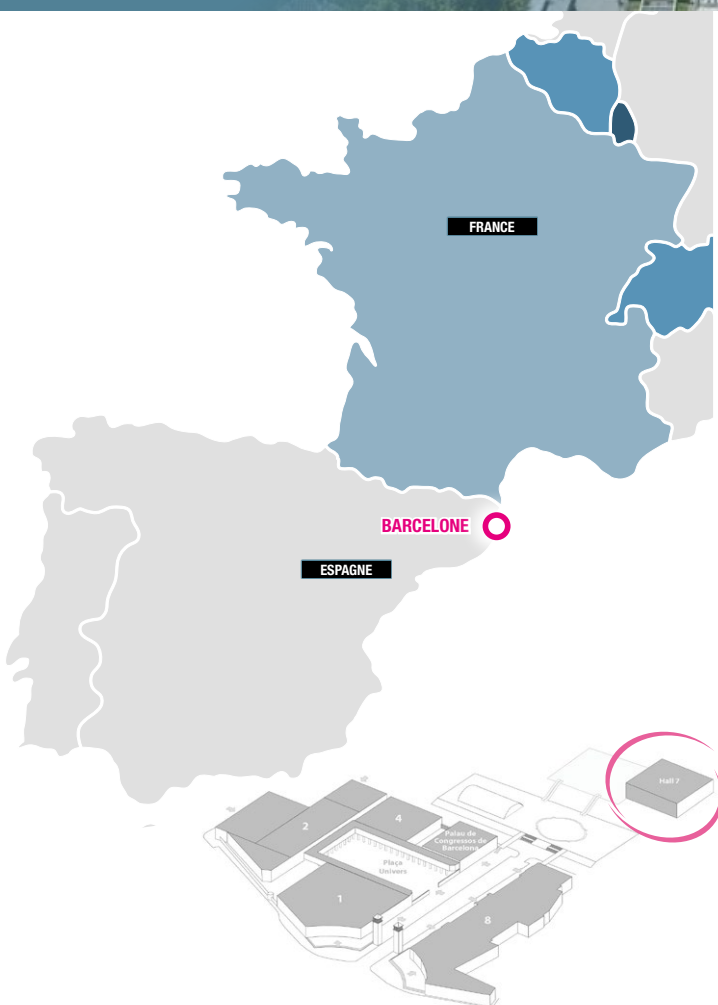 FRANCE
BARCELONE
ESPAGNE
Hall 7
2
4
Palau de
Congressos de
Barcelona
Plaça
Univers
1
8